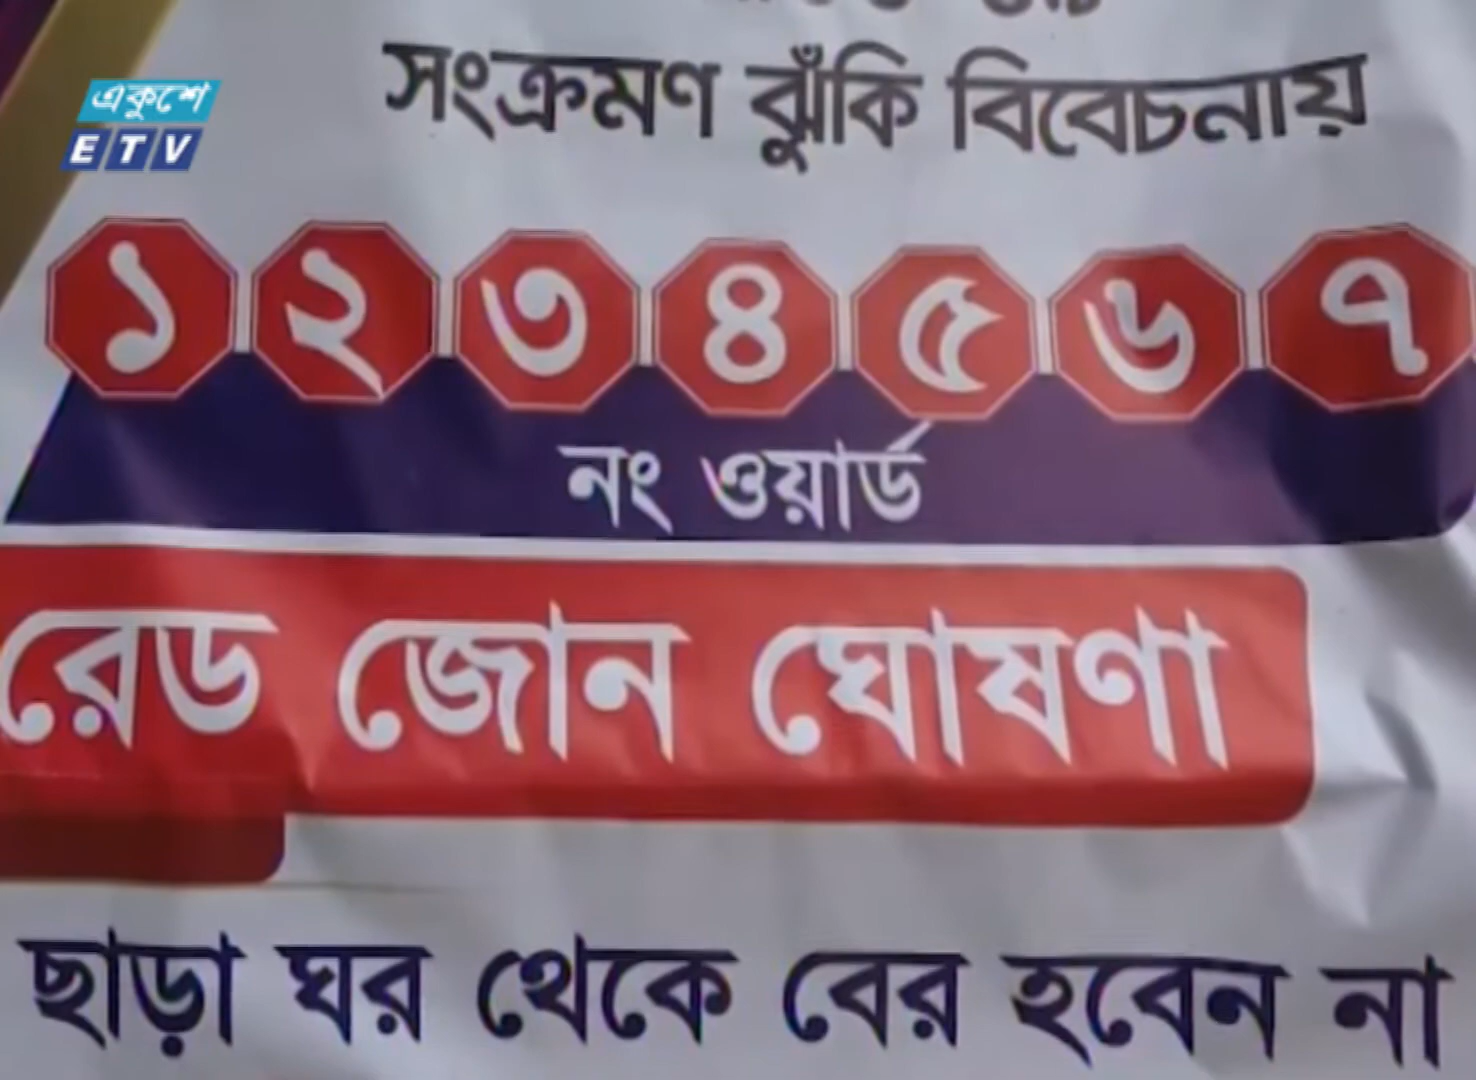 সংক্রমণ ঝুঁকি বিবেচনায়
একুশে
ETV
১ ২ ৩ ৪ ৫ ৬ ৭
নং ওয়ার্ড
রেড জোন ঘোষণা
ছাড়া ঘর থেকে বের হবেন না